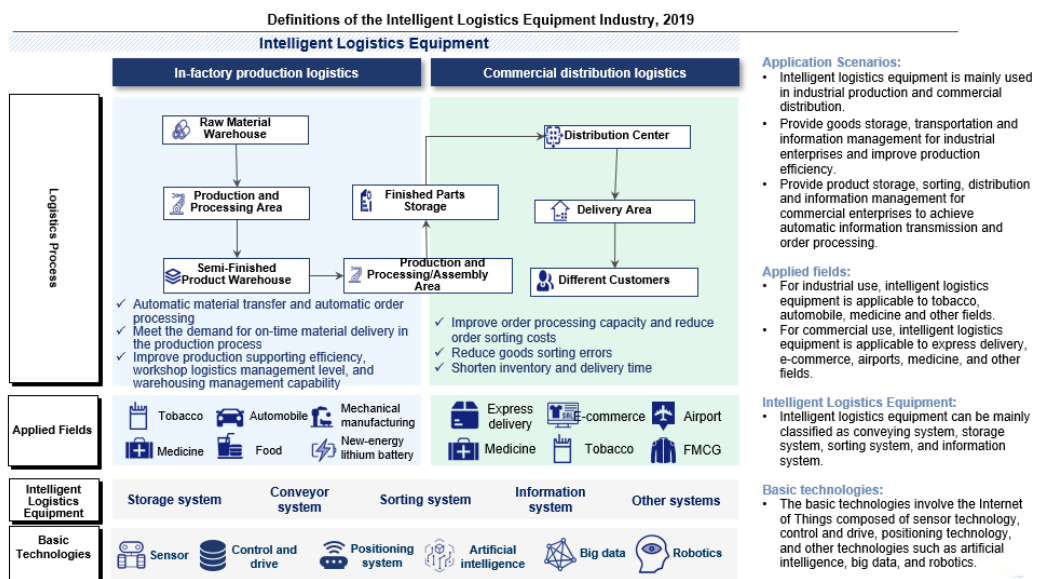 Definitions of the Intelligent Logistics Equipment Industry, 2019
Intelligent Logistics Equipment
In-factory production logistics
Commercial distribution logistics
Logistics Process
Raw Material
Warehouse
Production and
Processing Area
Semi-Finished
Product Warehouse
Production and
Processing/Assembly
Area
Finished Parts
Storage
Distribution Center
Delivery Area
Different Customers
✓ Automatic material transfer and automatic order
processing
✓ Meet the demand for on-time material delivery in
the production process
✓ Improve production supporting efficiency,
workshop logistics management level, and
warehousing management capability
✓ Improve order processing capacity and reduce
order sorting costs
✓ Reduce goods sorting errors
✓ Shorten inventory and delivery time
Applied Fields
Tobacco
Automobile
Mechanical
manufacturing
Medicine
Food
New-energy
lithium battery
Express
delivery
SALE
E-commerce
Airport
Medicine
Tobacco
FMCG
Intelligent
Logistics
Equipment
Storage system
Conveyor
system
Sorting system
Information
system
Other systems
Basic
Technologies
Sensor
Control and
drive
Positioning
system
Artificial
intelligence
Big data
Robotics
Application Scenarios:
• Intelligent logistics equipment is mainly used
in industrial production and commercial
distribution.
• Provide goods storage, transportation and
information management for industrial
enterprises and improve production
efficiency.
• Provide product storage, sorting, distribution
and information management for
commercial enterprises to achieve
automatic information transmission and
order processing.
Applied fields:
• For industrial use, intelligent logistics
equipment is applicable to tobacco,
automobile, medicine and other fields.
• For commercial use, intelligent logistics
equipment is applicable to express delivery,
e-commerce, airports, medicine, and other
fields.
Intelligent Logistics Equipment:
• Intelligent logistics equipment can be mainly
classified as conveying system, storage
system, sorting system, and information
system.
Basic technologies:
• The basic technologies involve the Internet
of Things composed of sensor technology,
control and drive, positioning technology,
and other technologies such as artificial
intelligence, big data, and robotics.